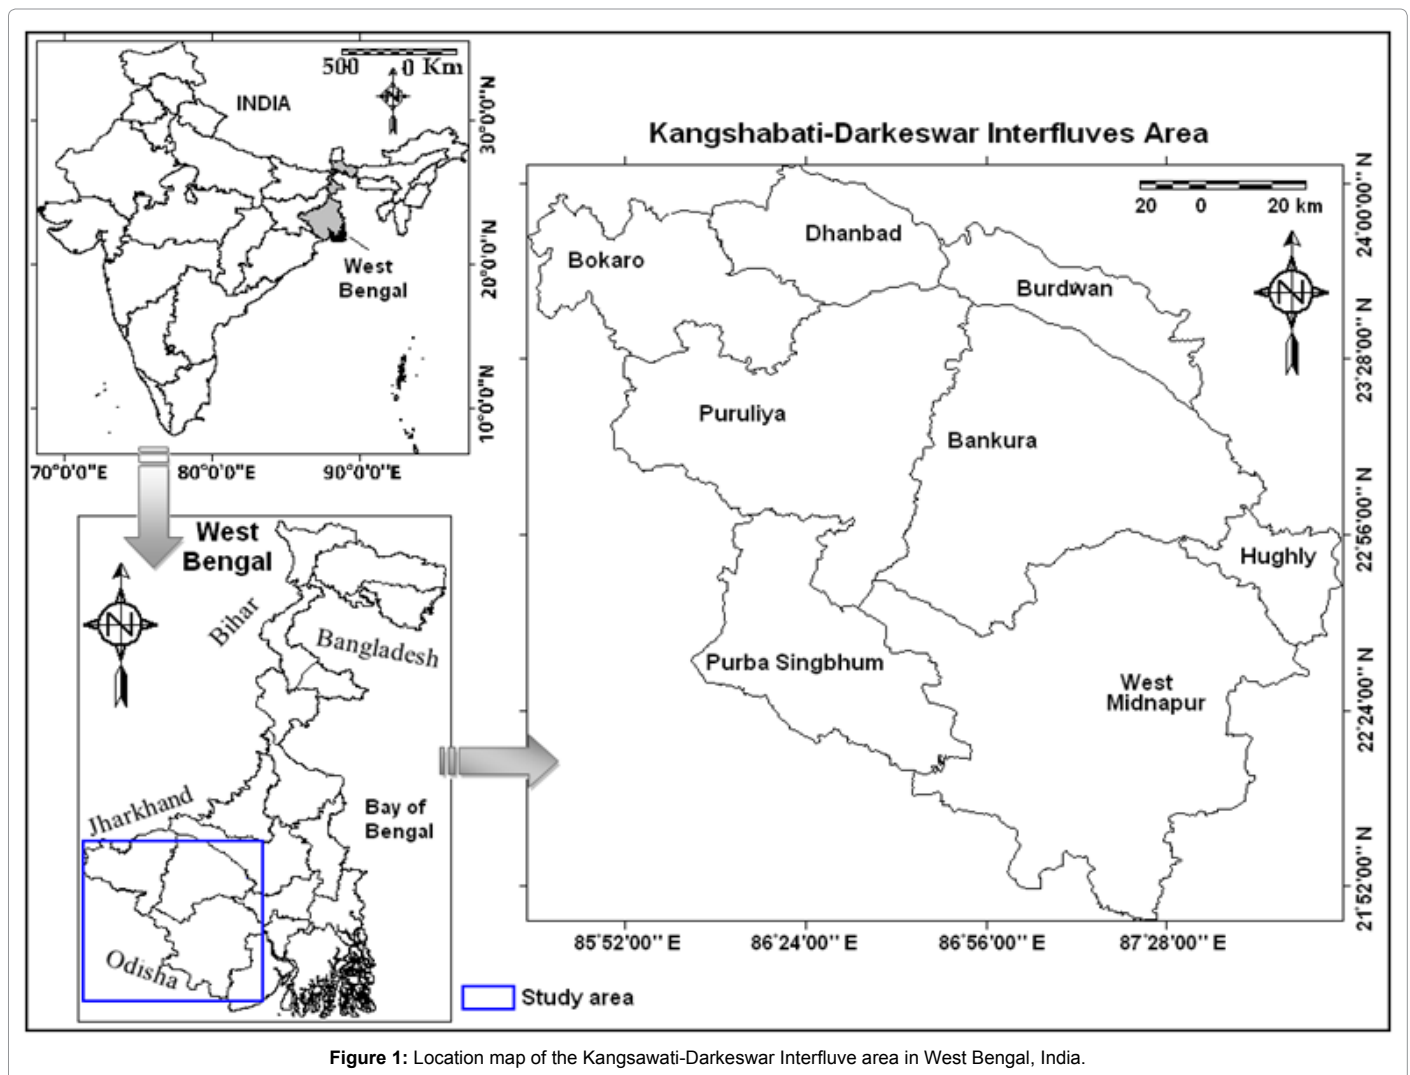 500 0 Km
N
INDIA
30°0'0"N
20°0'0"N
10°0'0"N
West
Bengal
70°0'0"E 80°0'0"E 90°0'0"E
West
Bengal
N
Bihar
Bangladesh
Jharkhand
Bay of
Bengal
Odisha
Study area
Kangshabati-Darkeswar Interfluves Area
20 0 20 km
N
Dhanbad
Bokaro
Burdwan
Puruliya
Bankura
Hughly
Purba Singbhum
West
Midnapur
24°00'00'' N
23°28'00'' N
22°56'00'' N
22°24'00'' N
21°52'00'' N
85°52'00'' E 86°24'00'' E 86°56'00'' E 87°28'00'' E
Figure 1: Location map of the Kangsawati-Darkeswar Interfluve area in West Bengal, India.